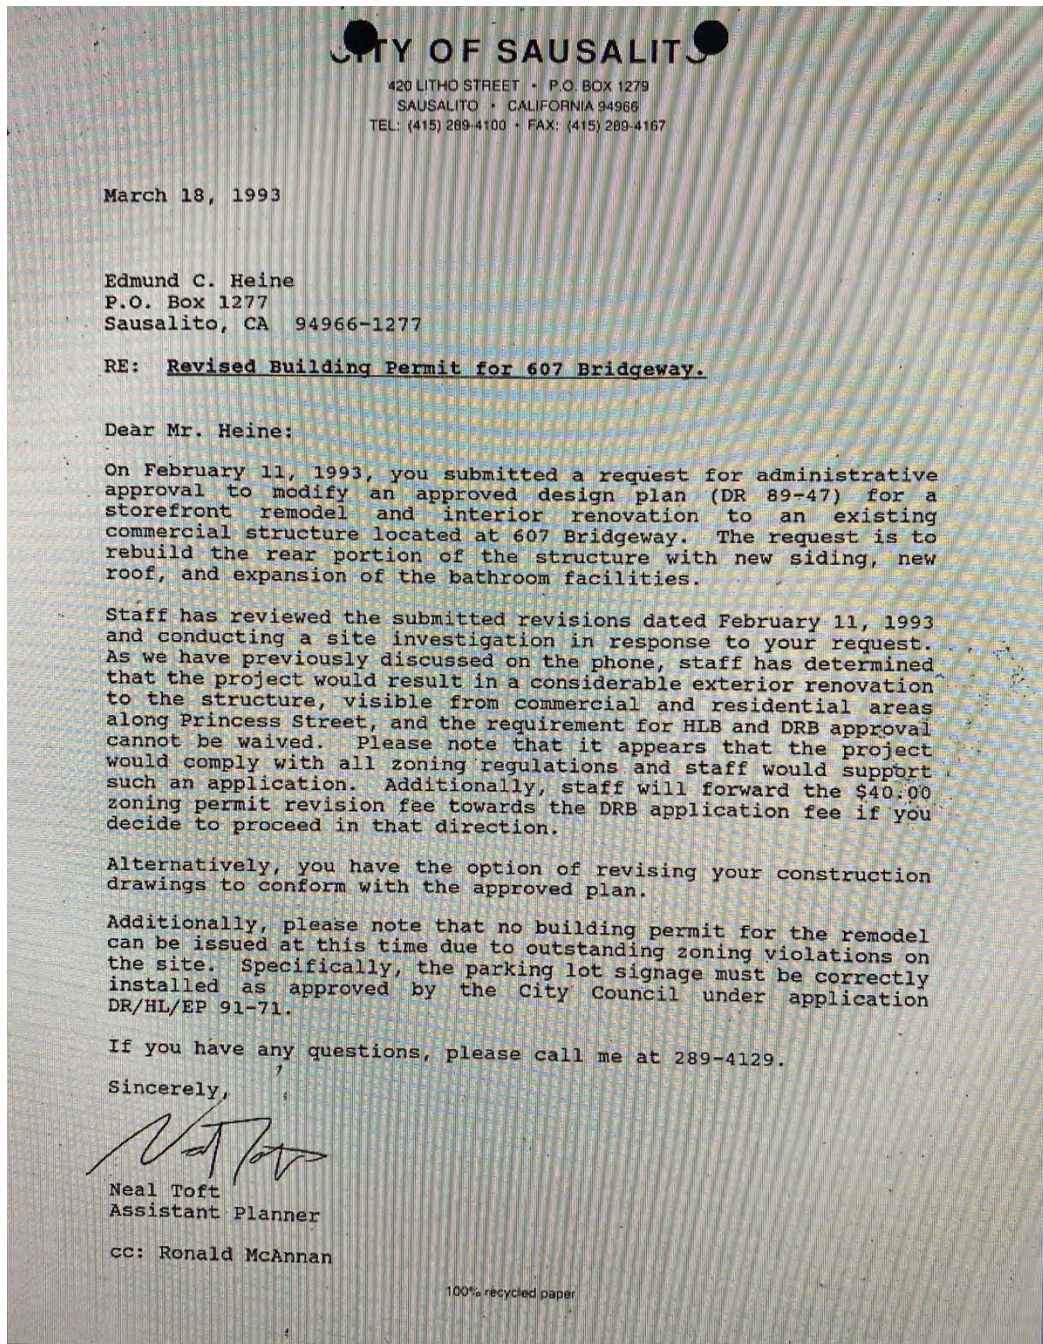 CITY OF SAUSALITO
420 LITHO STREET • P.O. BOX 1279
SAUSALITO • CALIFORNIA 94966
TEL: (415) 289-4100 • FAX: (415) 289-4167
March 18, 1993
Edmund C. Heine
P.O. Box 1277
Sausalito, CA 94966-1277
RE: Revised Building Permit for 607 Bridgeway.
Dear Mr. Heine:
On February 11, 1993, you submitted a request for administrative
approval to modify an approved design plan (DR 89-47) for a
storefront remodel and interior renovation to an existing
commercial structure located at 607 Bridgeway. The request is to
rebuild the rear portion of the structure with new siding, new
roof, and expansion of the bathroom facilities.
Staff has reviewed the submitted revisions dated February 11, 1993
and conducting a site investigation in response to your request.
As we have previously discussed on the phone, staff has determined
that the project would result in a considerable exterior renovation
to the structure, visible from commercial and residential areas
along Princess Street, and the requirement for HLB and DRB approval
cannot be waived. Please note that it appears that the project
would comply with all zoning regulations and staff would support
such an application. Additionally, staff will forward the $40.00
zoning permit revision fee towards the DRB application fee if you
decide to proceed in that direction.
Alternatively, you have the option of revising your construction
drawings to conform with the approved plan.
Additionally, please note that no building permit for the remodel
can be issued at this time due to outstanding zoning violations on
the site. Specifically, the parking lot signage must be correctly
installed as approved by the City Council under application
DR/HL/EP 91-71.
If you have any questions, please call me at 289-4129.
Sincerely,
Neal Toft
Neal Toft
Assistant Planner
cc: Ronald McAnnan
100% recycled paper